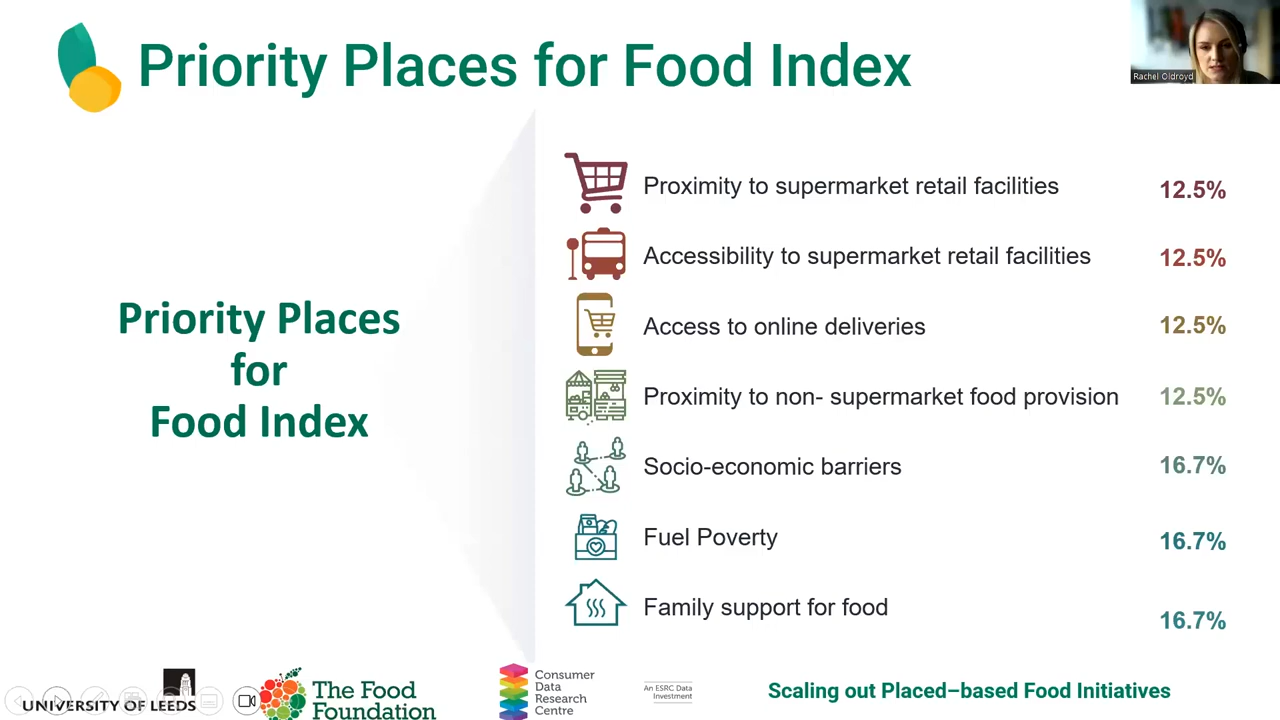 Priority Places for Food Index
Rachel Oldroyd
Priority Places
for
Food Index
Proximity to supermarket retail facilities 12.5%
Accessibility to supermarket retail facilities 12.5%
Access to online deliveries 12.5%
Proximity to non- supermarket food provision 12.5%
Socio-economic barriers 16.7%
Fuel Poverty 16.7%
Family support for food 16.7%
UNIVERSITY OF LEEDS
The Food
Foundation
Consumer
Data
Research
Centre
An ESRC Data
Investment
Scaling out Placed–based Food Initiatives